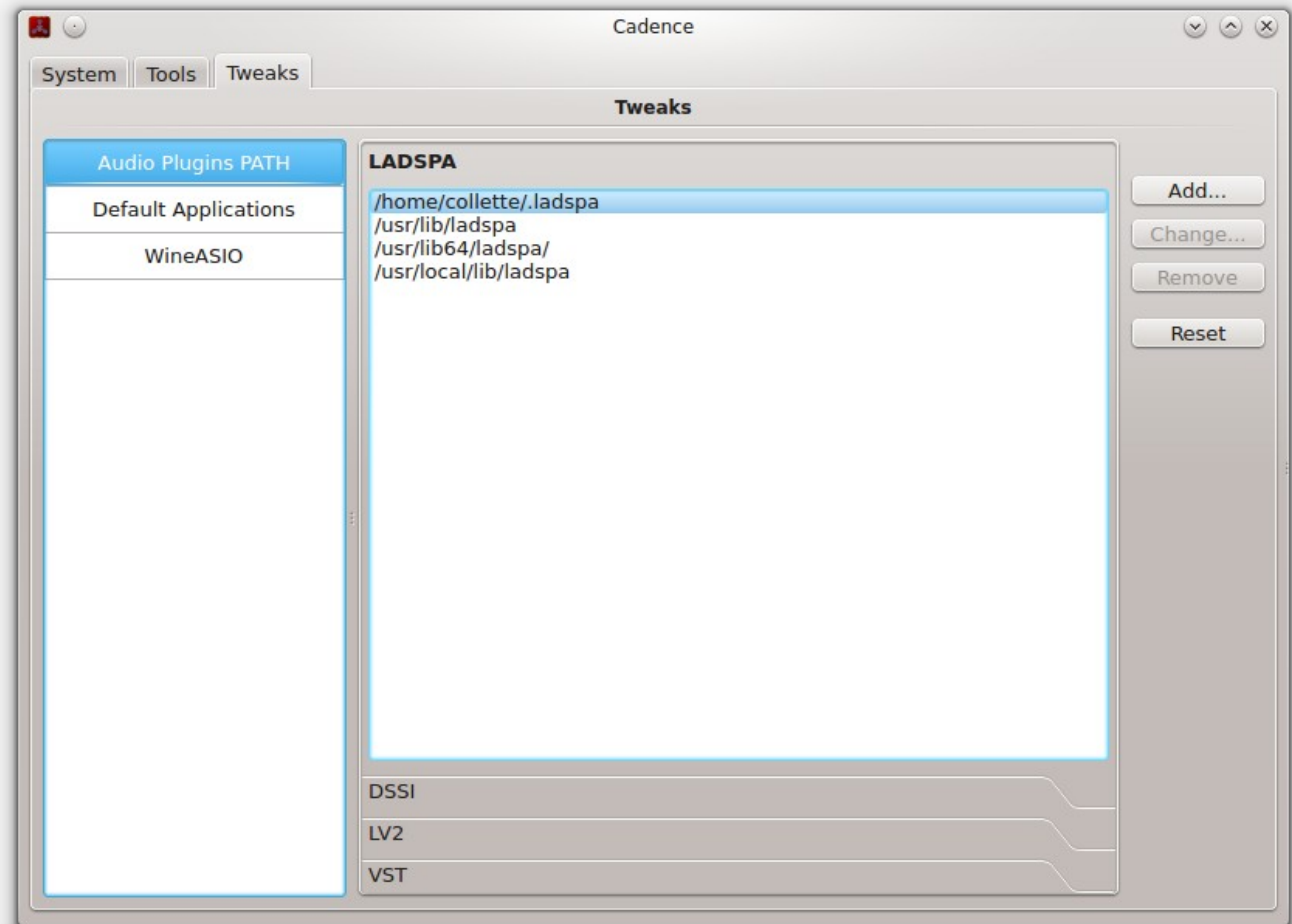 Cadence
System Tools Tweaks
Tweaks
Audio Plugins PATH
Default Applications
WineASIO
LADSPA
/home/collette/.ladspa
/usr/lib/ladspa
/usr/lib64/ladspa/
/usr/local/lib/ladspa
DSSI
LV2
VST
Add...
Change...
Remove
Reset